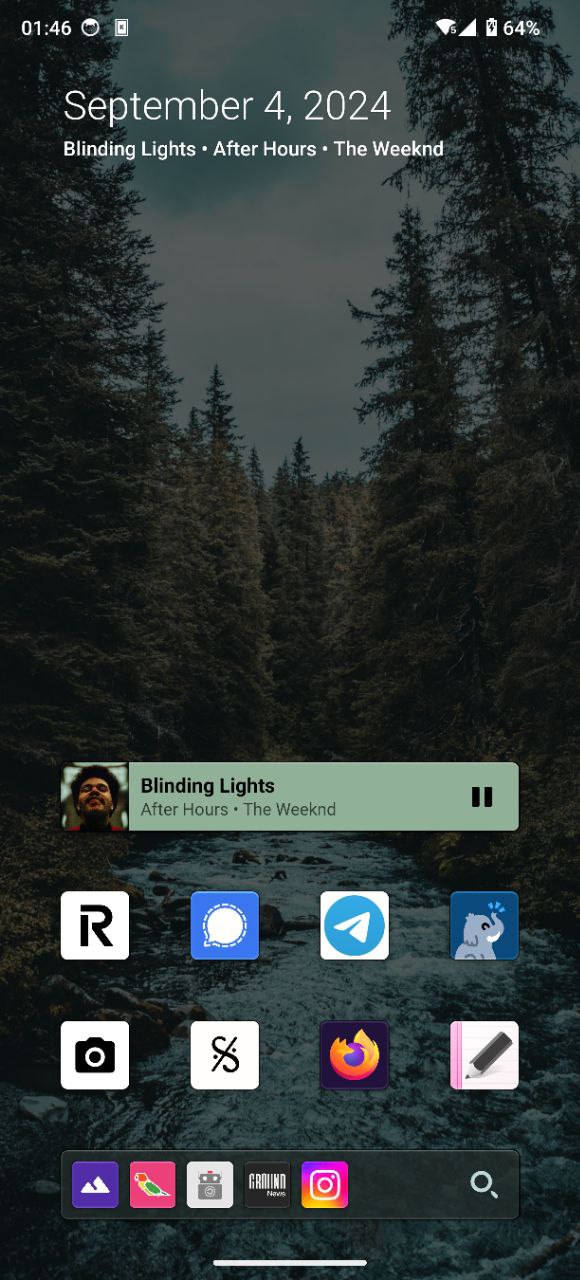 01:46
5
64%
September 4, 2024
Blinding Lights • After Hours • The Weeknd
Blinding Lights
After Hours • The Weeknd
GROUND
News